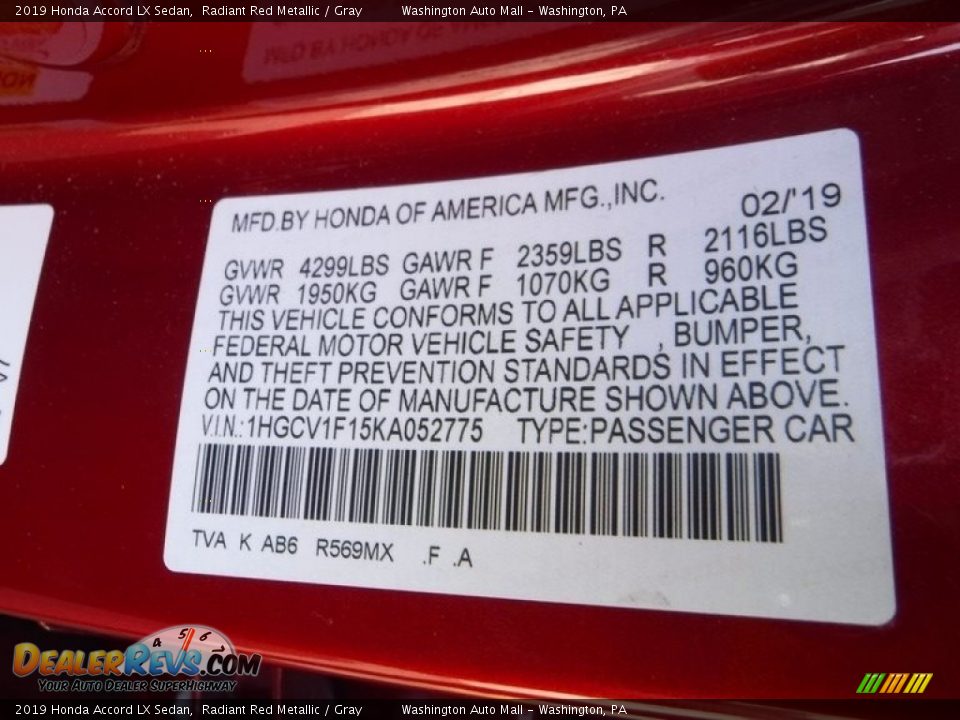 2019 Honda Accord LX Sedan, Radiant Red Metallic / Gray Washington Auto Mall - Washington, PA
MFD.BY HONDA OF AMERICA MFG.,INC. 02/'19
GVWR 4299LBS GAWR F 2359LBS R 2116LBS
GVWR 1950KG GAWR F 1070KG R 960KG
THIS VEHICLE CONFORMS TO ALL APPLICABLE
FEDERAL MOTOR VEHICLE SAFETY , BUMPER,
AND THEFT PREVENTION STANDARDS IN EFFECT
ON THE DATE OF MANUFACTURE SHOWN ABOVE.
V.I.N.:1HGCV1F15KA052775 TYPE:PASSENGER CAR
TVA K AB6 R569MX .F .A
4 5 6
DEALERREVS.COM
Your Auto Dealer SuperHighway
2019 Honda Accord LX Sedan, Radiant Red Metallic / Gray Washington Auto Mall - Washington, PA